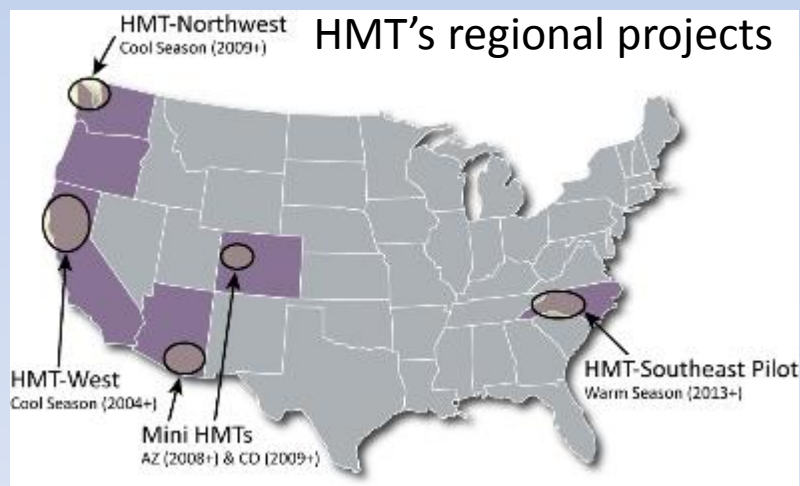 HMT's regional projects
HMT-Northwest
Cool Season (2009+)
HMT-West
Cool Season (2004+)
Mini HMTs
AZ (2008+) & CO (2009+)
HMT-Southeast Pilot
Warm Season (2013+)